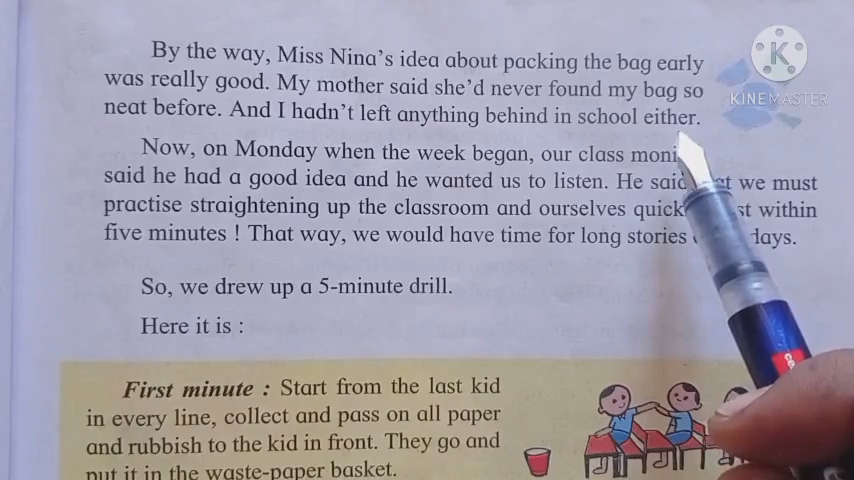 By the way, Miss Nina's idea about packing the bag early
was really good. My mother said she'd never found my bag so
neat before. And I hadn't left anything behind in school either.
Now, on Monday when the week began, our class
said he had a good idea and he wanted us to listen. He said we must
practise straightening up the classroom and ourselves within
five minutes ! That way, we would have time for long stories days.
So, we drew up a 5-minute drill.
Here it is :
First minute : Start from the last kid
in every line, collect and pass on all paper
and rubbish to the kid in front. They go and
put it in the waste-paper basket.
K
KINEMASTER